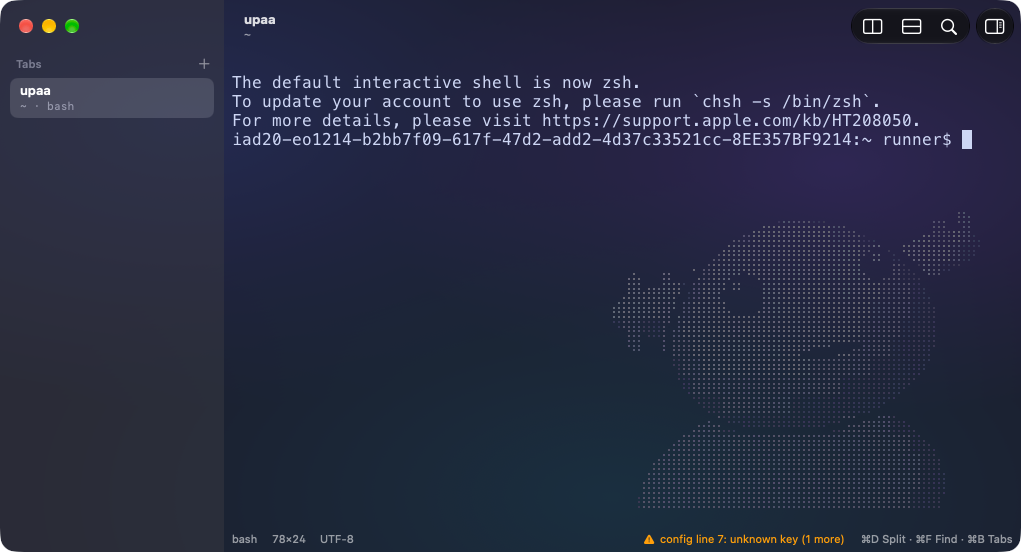 upaa
~
Tabs
upaa
~ · bash
The default interactive shell is now zsh.
To update your account to use zsh, please run `chsh -s /bin/zsh`.
For more details, please visit https://support.apple.com/kb/HT208050.
iad20-eo1214-b2bb7f09-617f-47d2-add2-4d37c33521cc-8EE357BF9214:~ runner$
bash 78×24 UTF-8 config line 7: unknown key (1 more) ⌘D Split · ⌘F Find · ⌘B Tabs